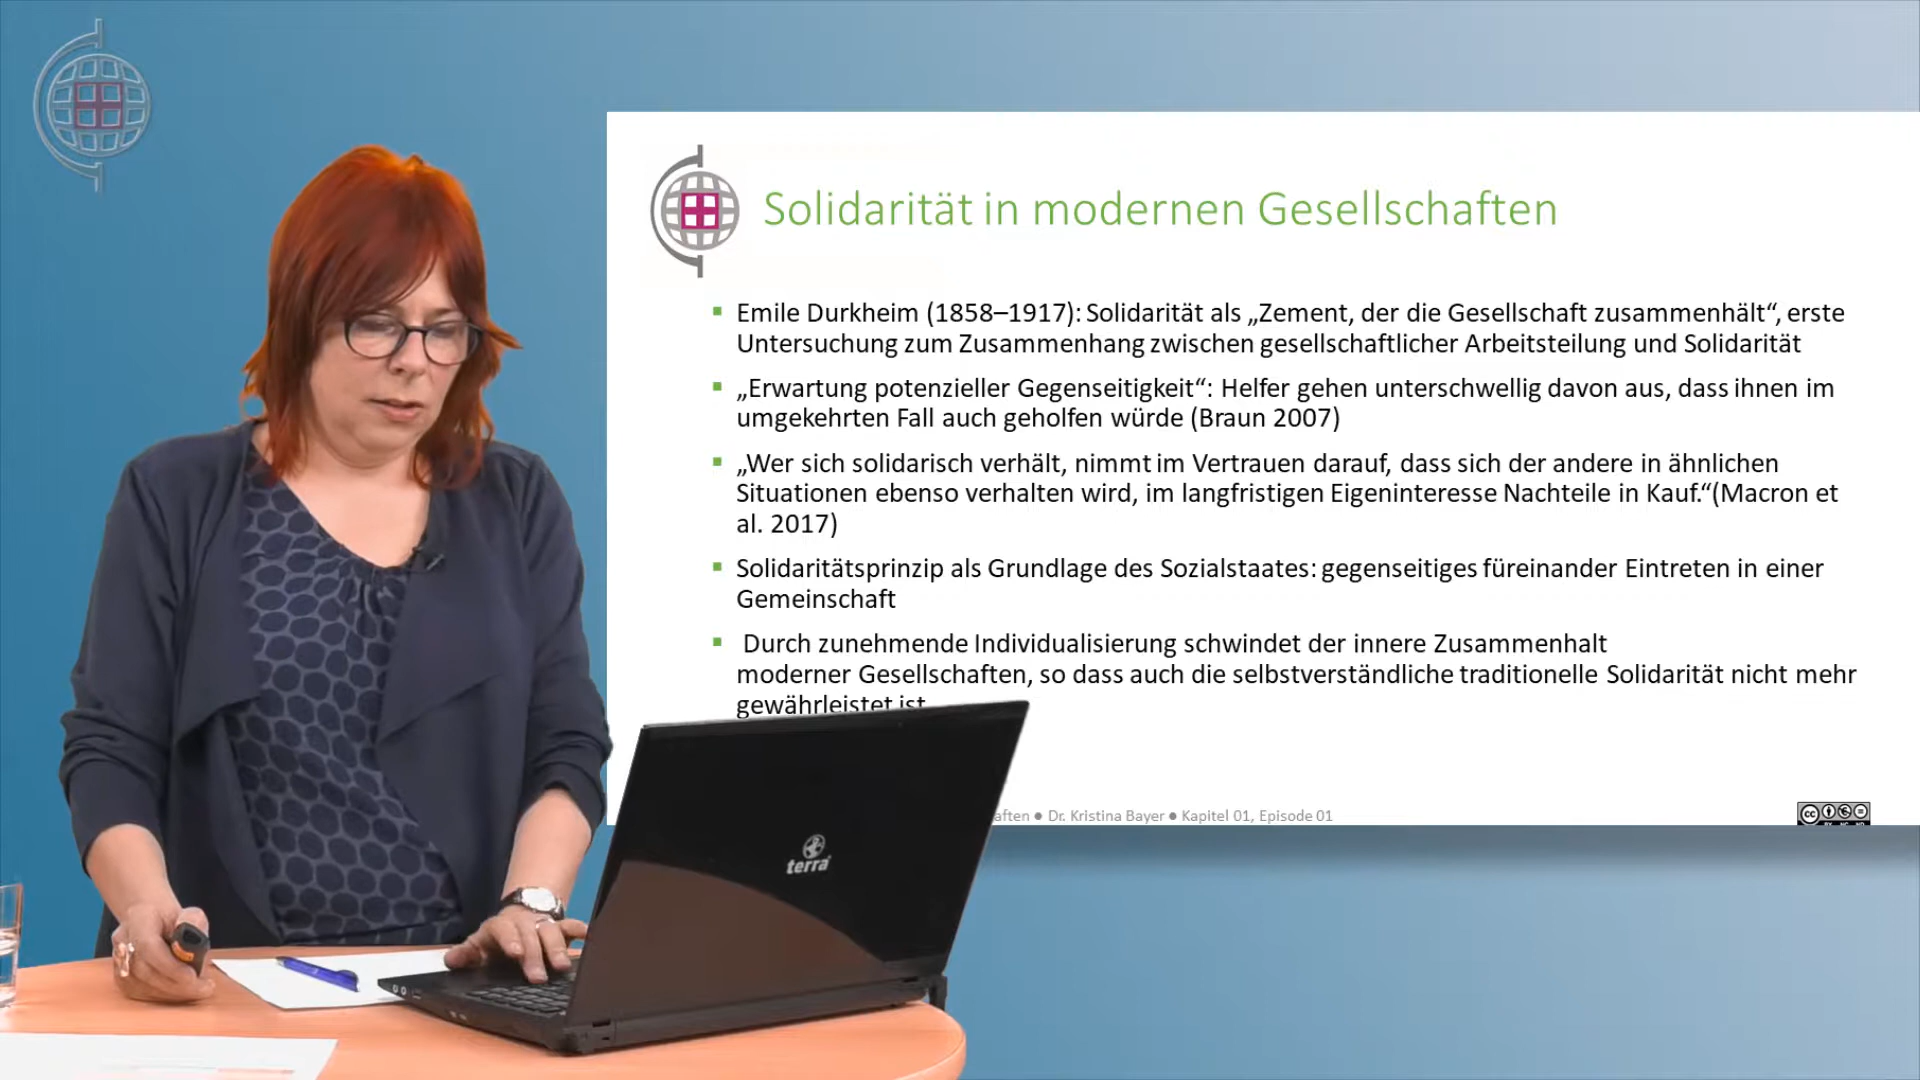 Solidarität in modernen Gesellschaften
Emile Durkheim (1858–1917): Solidarität als „Zement, der die Gesellschaft zusammenhält“, erste
Untersuchung zum Zusammenhang zwischen gesellschaftlicher Arbeitsteilung und Solidarität
„Erwartung potenzieller Gegenseitigkeit“: Helfer gehen unterschwellig davon aus, dass ihnen im
umgekehrten Fall auch geholfen würde (Braun 2007)
„Wer sich solidarisch verhält, nimmt im Vertrauen darauf, dass sich der andere in ähnlichen
Situationen ebenso verhalten wird, im langfristigen Eigeninteresse Nachteile in Kauf.“(Macron et
al. 2017)
Solidaritätsprinzip als Grundlage des Sozialstaates: gegenseitiges füreinander Eintreten in einer
Gemeinschaft
Durch zunehmende Individualisierung schwindet der innere Zusammenhalt
moderner Gesellschaften, so dass auch die selbstverständliche traditionelle Solidarität nicht mehr
gewährleistet ist
aften ● Dr. Kristina Bayer ● Kapitel 01, Episode 01
cc
terra